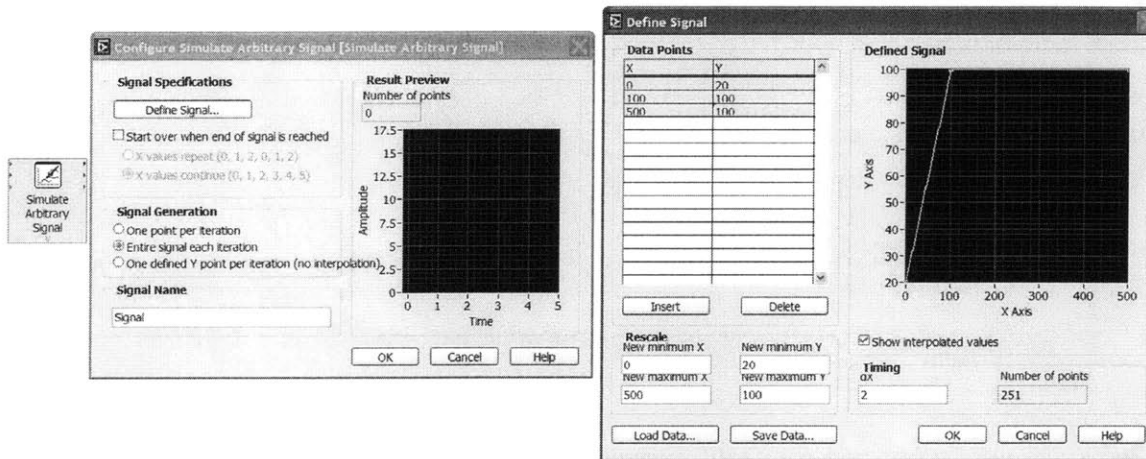 Simulate
Arbitrary
Signal
Configure Simulate Arbitrary Signal [Simulate Arbitrary Signal]
Signal Specifications
Define Signal...
Start over when end of signal is reached
X values repeat (0, 1, 2, 0, 1, 2)
X values continue (0, 1, 2, 3, 4, 5)
Signal Generation
One point per iteration
Entire signal each iteration
One defined Y point per iteration (no interpolation)
Signal Name
Signal
Result Preview
Number of points
0
17.5
15
12.5
10
7.5
5
2.5
0
Amplitude
0 1 2 3 4 5
Time
OK Cancel Help
Define Signal
Data Points
X Y
0 20
100 100
500 100
Insert Delete
Rescale
New minimum X New minimum Y
0 20
New maximum X New maximum Y
500 100
Load Data... Save Data...
Defined Signal
100
90
80
70
60
50
40
30
20
Y Axis
0 100 200 300 400 500
X Axis
Show interpolated values
Timing
dX Number of points
2 251
OK Cancel Help